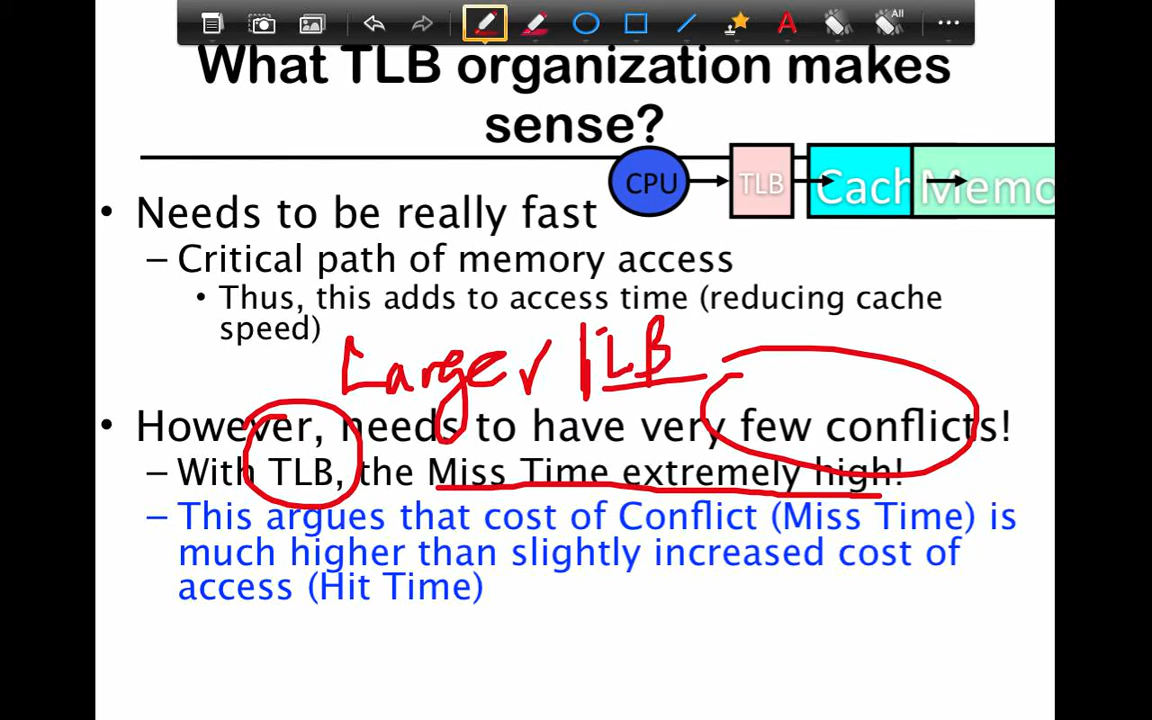 All
A
What TLB organization makes
sense?
CPU
TLB
Cach
Memo
• Needs to be really fast
– Critical path of memory access
• Thus, this adds to access time (reducing cache
speed)
Larger TLB
• However, needs to have very few conflicts!
– With TLB, the Miss Time extremely high!
– This argues that cost of Conflict (Miss Time) is
much higher than slightly increased cost of
access (Hit Time)